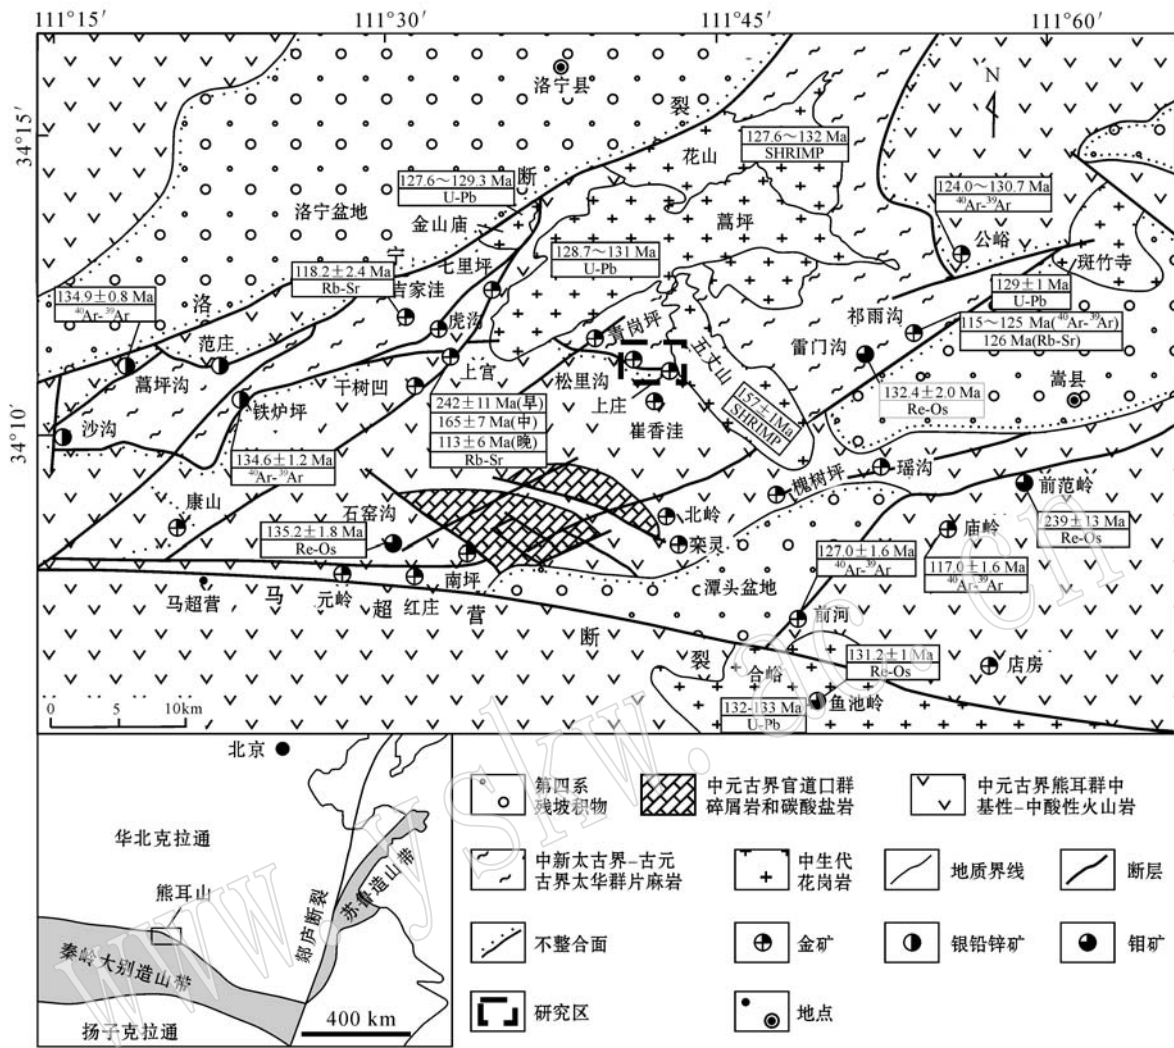 111°15′
111°30′
111°45′
111°60′
34°15′
34°10′
N
洛宁县
裂
花山
127.6～132 Ma
SHRIMP
断
127.6～129.3 Ma
U-Pb
124.0～130.7 Ma
⁴⁰Ar-³⁹Ar
洛宁盆地
金山庙
蒿坪
公峪
宁
七里坪
128.7～131 Ma
U-Pb
斑竹寺
118.2±2.4 Ma
Rb-Sr
吉家洼
129±1 Ma
U-Pb
134.9±0.8 Ma
⁴⁰Ar-³⁹Ar
洛
虎沟
青岗坪
五丈山
祁雨沟
115～125 Ma(⁴⁰Ar-³⁹Ar)
126 Ma(Rb-Sr)
范庄
雷门沟
蒿坪沟
干树凹
上宫
松里沟
嵩县
132.4±2.0 Ma
Re-Os
铁炉坪
上庄
242±11 Ma(早)
165±7 Ma(中)
113±6 Ma(晚)
Rb-Sr
崔香洼
157±1Ma
SHRIMP
沙沟
134.6±1.2 Ma
⁴⁰Ar-³⁹Ar
槐树坪
瑶沟
前范岭
康山
石窑沟
北岭
庙岭
239±13 Ma
Re-Os
135.2±1.8 Ma
Re-Os
栾灵
127.0±1.6 Ma
⁴⁰Ar-³⁹Ar
117.0±1.6 Ma
⁴⁰Ar-³⁹Ar
南坪
潭头盆地
马超营
马
元岭
超
红庄
营
断
前河
裂
合峪
131.2±1 Ma
Re-Os
店房
132-133 Ma
U-Pb
鱼池岭
0 5 10km
北京
华北克拉通
熊耳山
郯庐断裂
苏鲁造山带
秦岭大别造山带
扬子克拉通
400 km
第四系
残坡积物
中元古界官道口群
碎屑岩和碳酸盐岩
中元古界熊耳群中
基性-中酸性火山岩
中新太古界-古元
古界太华群片麻岩
中生代
花岗岩
地质界线
断层
不整合面
金矿
银铅锌矿
钼矿
研究区
地点
www.yskw.ac.cn